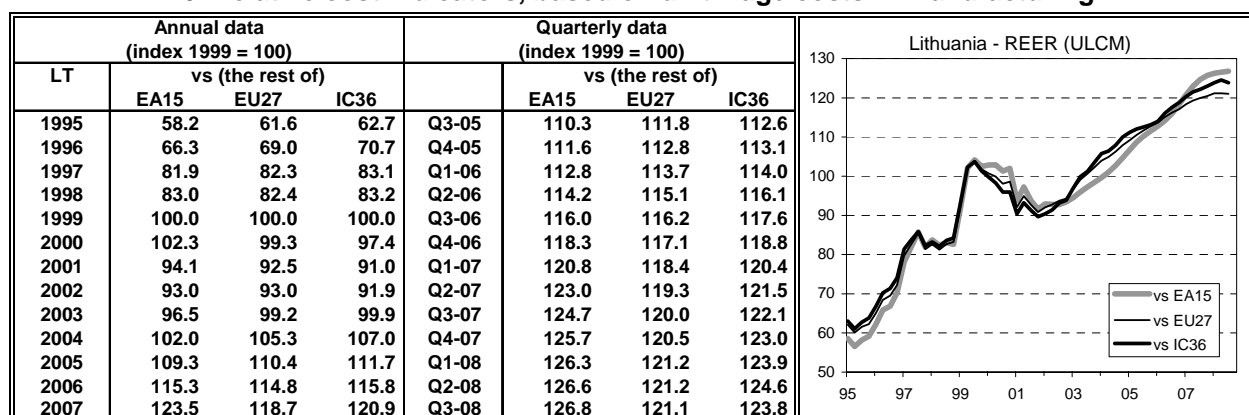 relative cost indicators, based on unit wage costs in manufacturing
Annual data Quarterly data
(index 1999 = 100) (index 1999 = 100)
LT vs (the rest of) vs (the rest of)
EA15 EU27 IC36 EA15 EU27 IC36
1995 58.2 61.6 62.7 Q3-05 110.3 111.8 112.6
1996 66.3 69.0 70.7 Q4-05 111.6 112.8 113.1
1997 81.9 82.3 83.1 Q1-06 112.8 113.7 114.0
1998 83.0 82.4 83.2 Q2-06 114.2 115.1 116.1
1999 100.0 100.0 100.0 Q3-06 116.0 116.2 117.6
2000 102.3 99.3 97.4 Q4-06 118.3 117.1 118.8
2001 94.1 92.5 91.0 Q1-07 120.8 118.4 120.4
2002 93.0 93.0 91.9 Q2-07 123.0 119.3 121.5
2003 96.5 99.2 99.9 Q3-07 124.7 120.0 122.1
2004 102.0 105.3 107.0 Q4-07 125.7 120.5 123.0
2005 109.3 110.4 111.7 Q1-08 126.3 121.2 123.9
2006 115.3 114.8 115.8 Q2-08 126.6 121.2 124.6
2007 123.5 118.7 120.9 Q3-08 126.8 121.1 123.8
Lithuania - REER (ULCM)
130
120
110
100
90
80
70
60
50
95 97 99 01 03 05 07
vs EA15
vs EU27
vs IC36